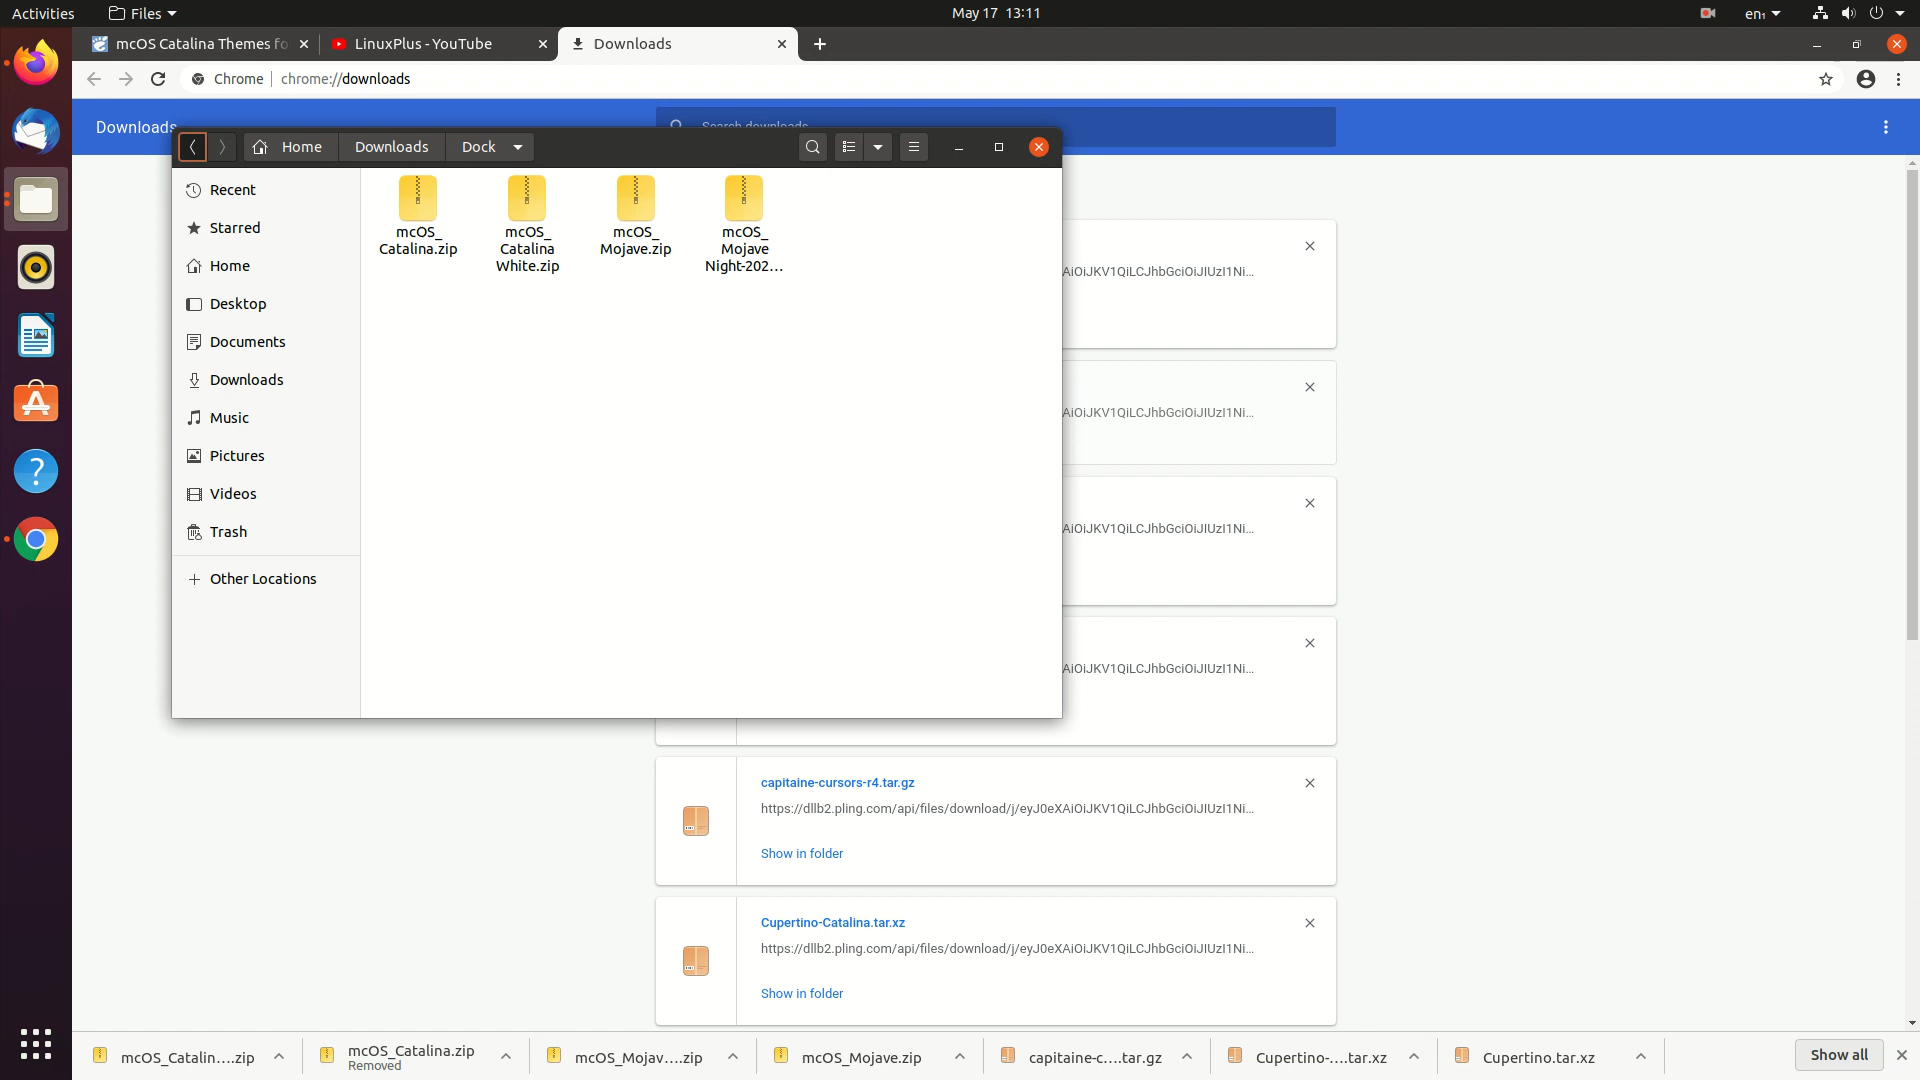 Activities
Files
May 17 13:11
en₁
mcOS Catalina Themes fo
LinuxPlus - YouTube
Downloads
Chrome
chrome://downloads
Downloads
Search downloads
Home
Downloads
Dock
Recent
Starred
Home
Desktop
Documents
Downloads
Music
Pictures
Videos
Trash
Other Locations
mcOS_
Catalina.zip
mcOS_
Catalina
White.zip
mcOS_
Mojave.zip
mcOS_
Mojave
Night-202…
AiOiJKV1QiLCJhbGciOiJIUzI1Ni…
AiOiJKV1QiLCJhbGciOiJIUzI1Ni…
AiOiJKV1QiLCJhbGciOiJIUzI1Ni…
AiOiJKV1QiLCJhbGciOiJIUzI1Ni…
capitaine-cursors-r4.tar.gz
https://dllb2.pling.com/api/files/download/j/eyJ0eXAiOiJKV1QiLCJhbGciOiJIUzI1Ni…
Show in folder
Cupertino-Catalina.tar.xz
https://dllb2.pling.com/api/files/download/j/eyJ0eXAiOiJKV1QiLCJhbGciOiJIUzI1Ni…
Show in folder
mcOS_Catalin….zip
mcOS_Catalina.zip
Removed
mcOS_Mojav….zip
mcOS_Mojave.zip
capitaine-c….tar.gz
Cupertino-….tar.xz
Cupertino.tar.xz
Show all